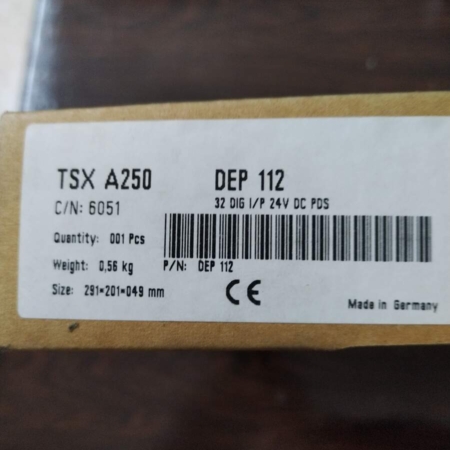 TSX A250 DEP 112
C/N: 6051 32 DIG I/P 24V DC PDS
Quantity: 001 Pcs
Weight: 0,56 kg P/N: DEP 112
Size: 291*201*049 mm CE
Made in Germany